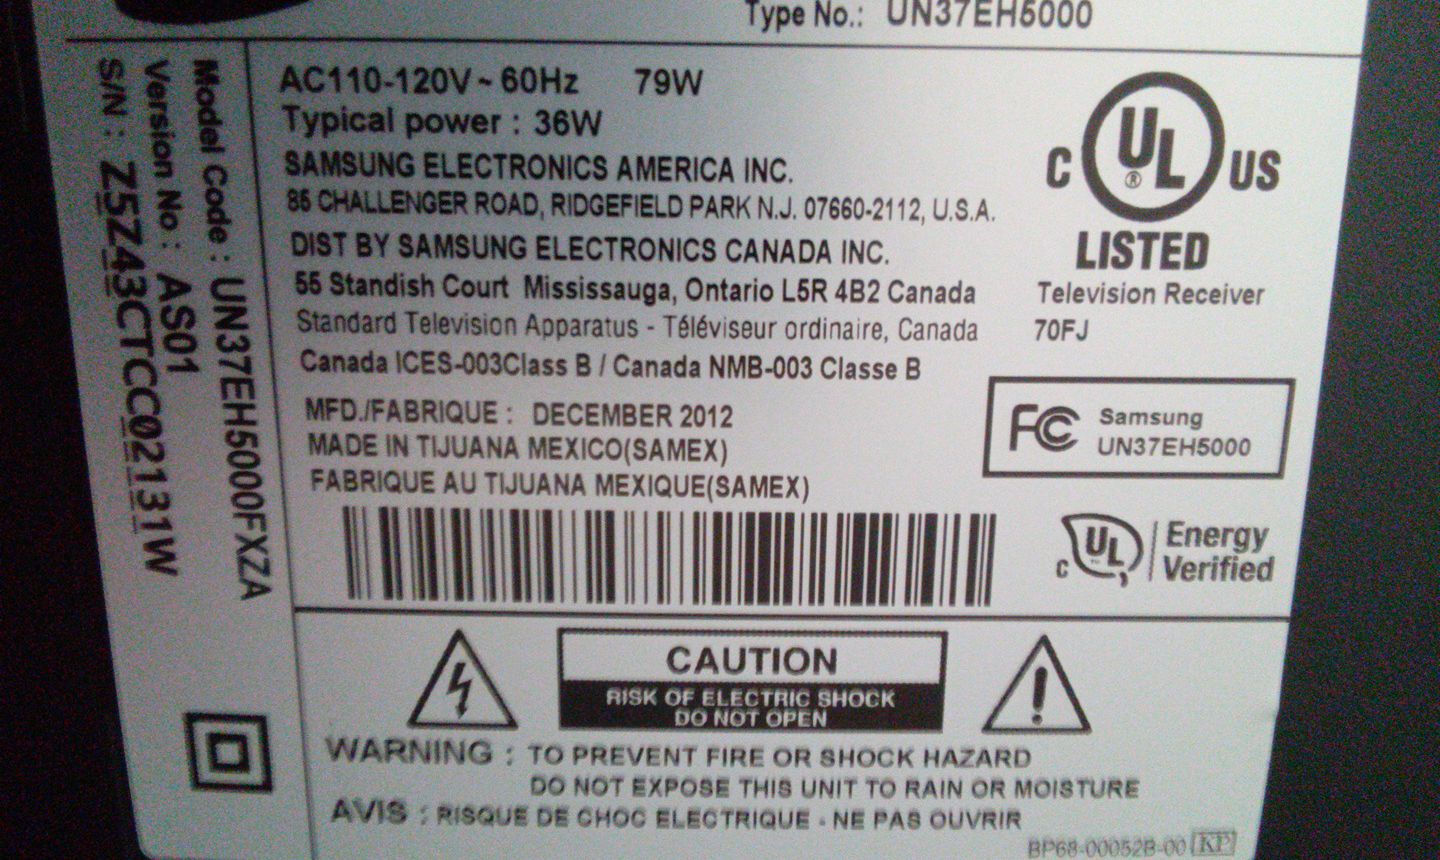 Type No.: UN37EH5000
Model Code : UN37EH5000FXZA
Version No : AS01
S/N : Z5Z43CTCC02131W
AC110-120V ~ 60Hz 79W
Typical power : 36W
SAMSUNG ELECTRONICS AMERICA INC.
85 CHALLENGER ROAD, RIDGEFIELD PARK N.J. 07660-2112, U.S.A.
DIST BY SAMSUNG ELECTRONICS CANADA INC.
55 Standish Court Mississauga, Ontario L5R 4B2 Canada
Standard Television Apparatus - Téléviseur ordinaire, Canada
Canada ICES-003Class B / Canada NMB-003 Classe B
MFD./FABRIQUE : DECEMBER 2012
MADE IN TIJUANA MEXICO(SAMEX)
FABRIQUE AU TIJUANA MEXIQUE(SAMEX)
C UL ® US
LISTED
Television Receiver
70FJ
FC Samsung
UN37EH5000
C UL Energy
Verified
CAUTION
RISK OF ELECTRIC SHOCK
DO NOT OPEN
WARNING : TO PREVENT FIRE OR SHOCK HAZARD
DO NOT EXPOSE THIS UNIT TO RAIN OR MOISTURE
AVIS : RISQUE DE CHOC ELECTRIQUE - NE PAS OUVRIR
BP68-00052B-00 KP